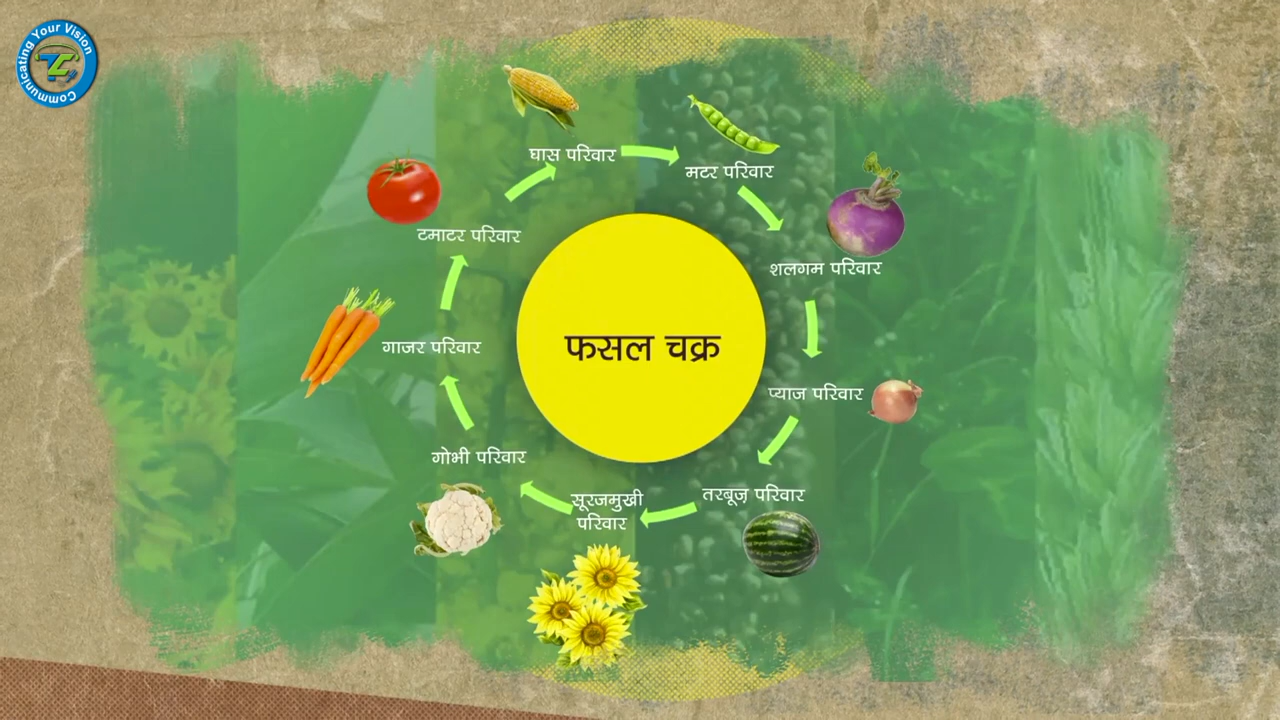 Communicating Your Vision
घास परिवार
मटर परिवार
शलगम परिवार
प्याज परिवार
तरबूज़ परिवार
सूरजमुखी
परिवार
गोभी परिवार
गाजर परिवार
टमाटर परिवार
फसल चक्र